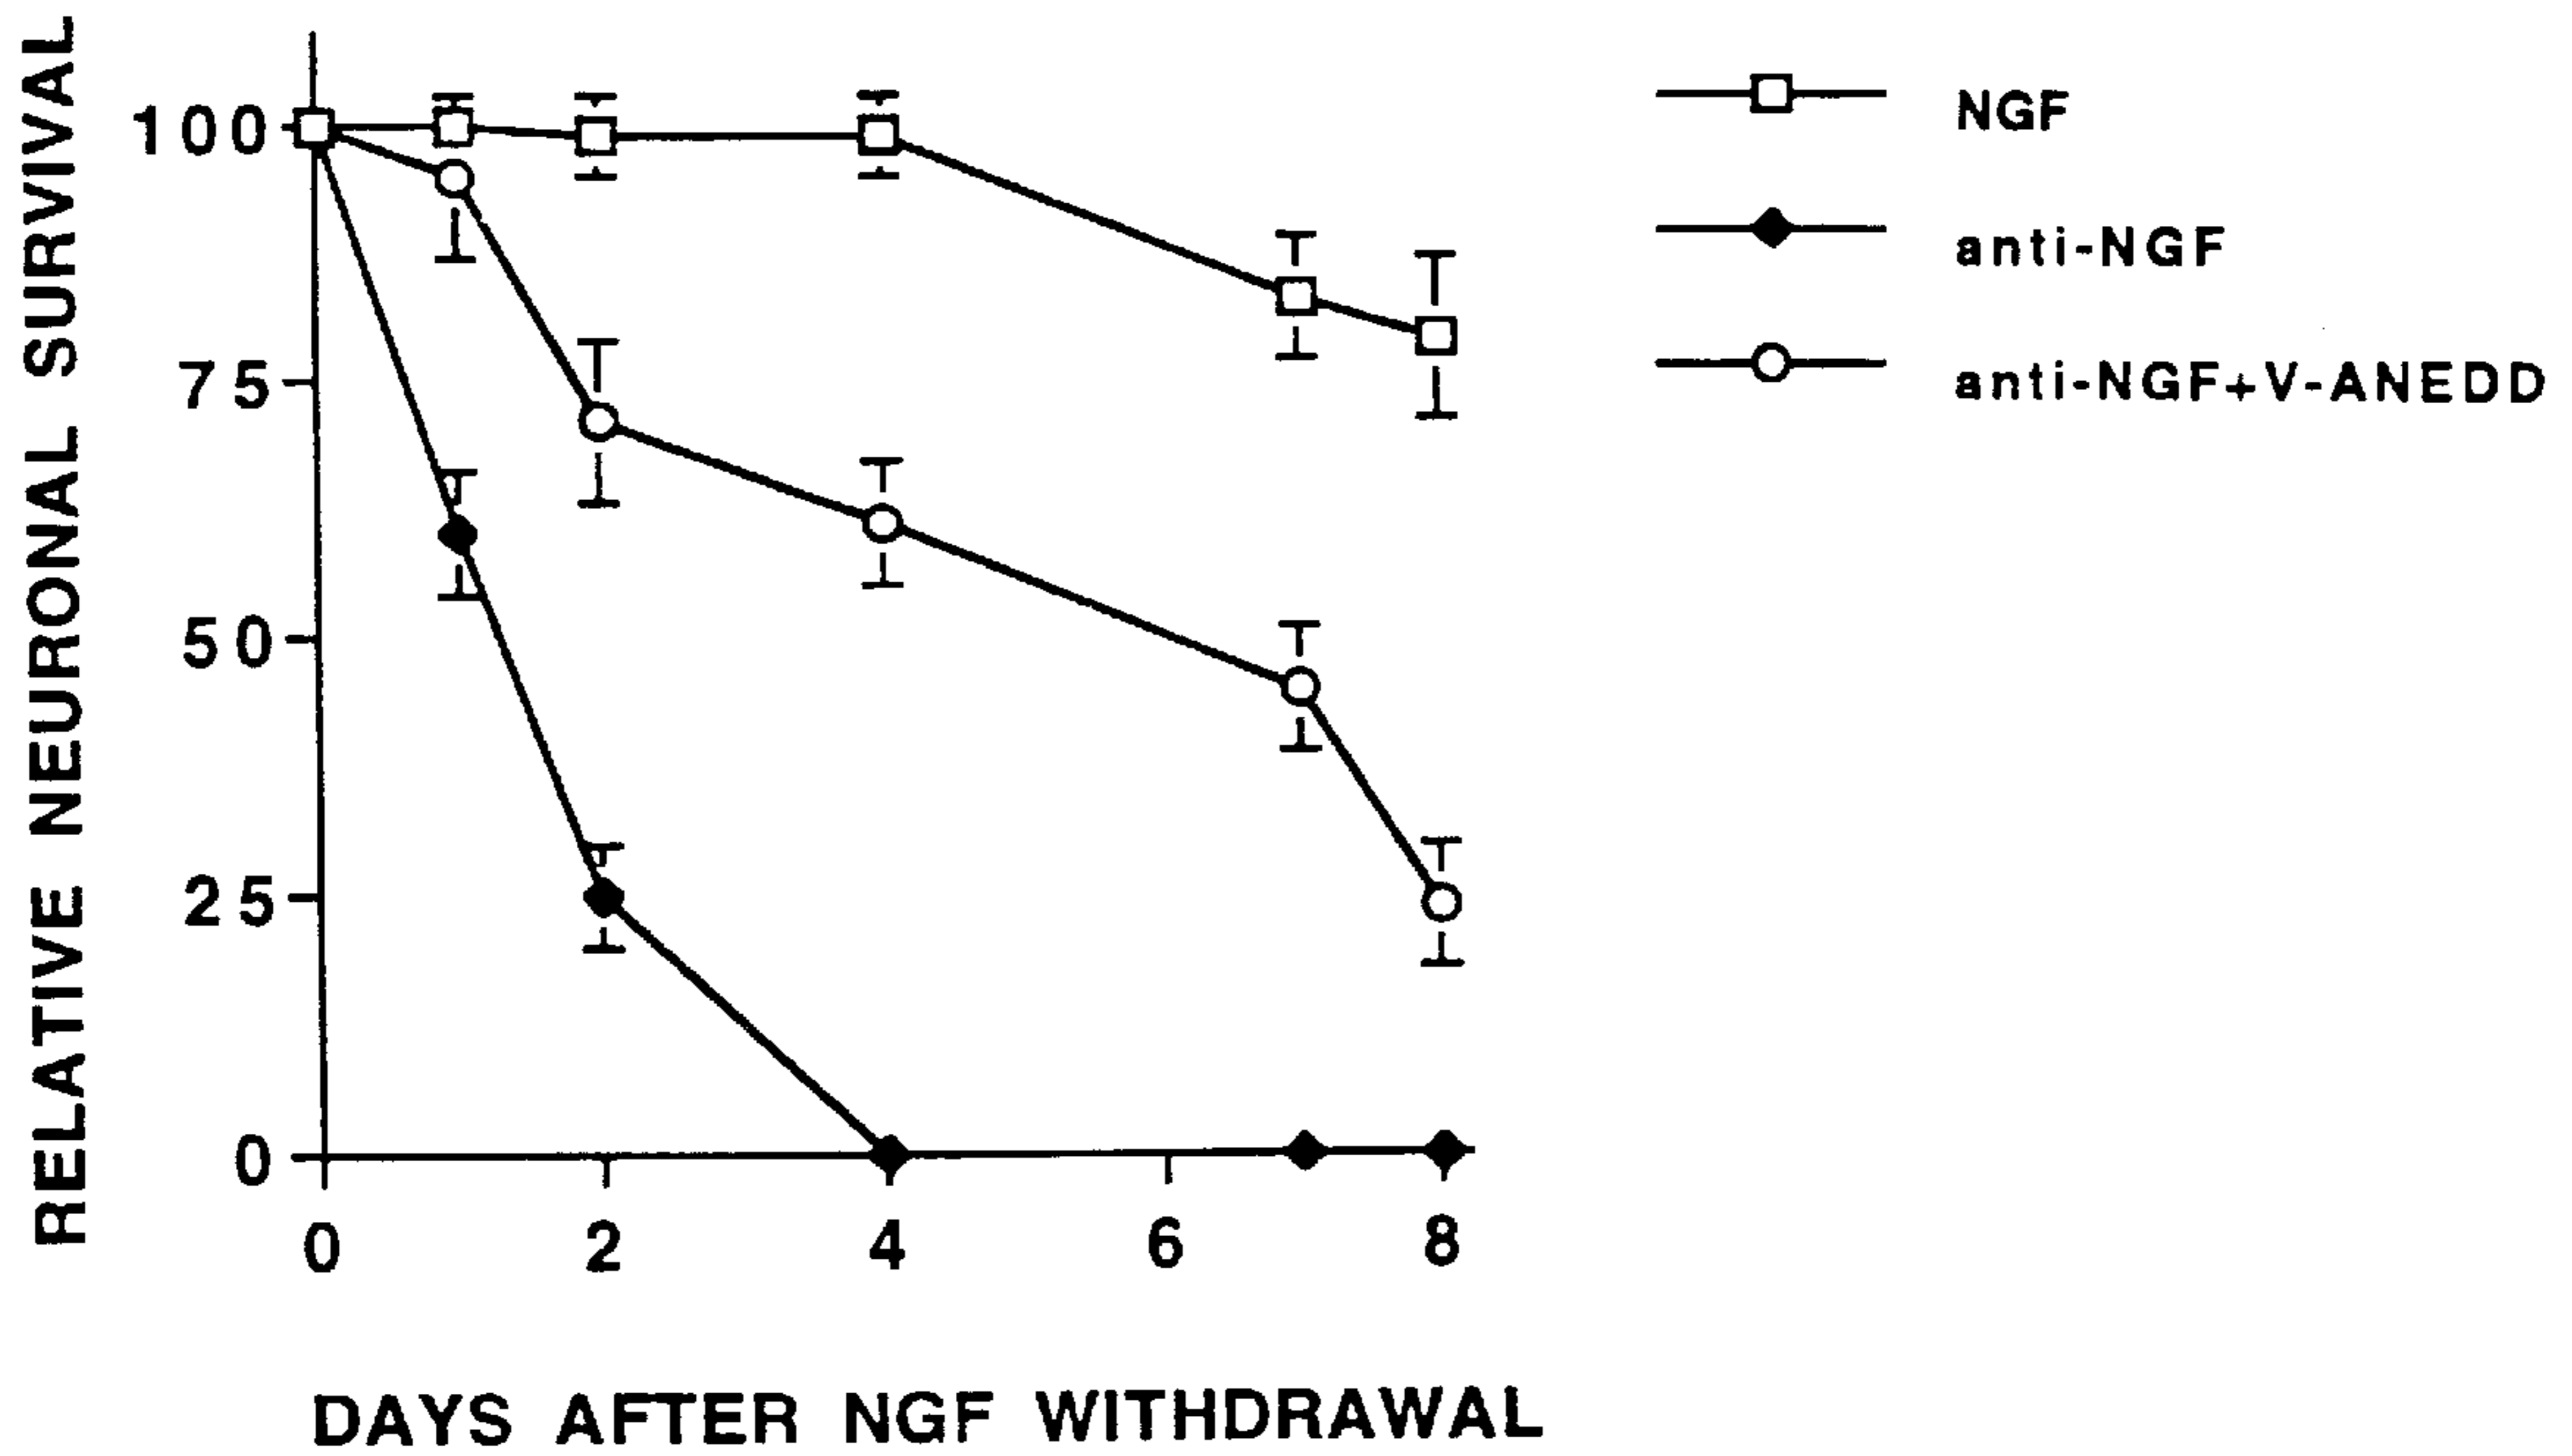 RELATIVE NEURONAL SURVIVAL
100
75
50
25
0
0 2 4 6 8
DAYS AFTER NGF WITHDRAWAL
NGF
anti-NGF
anti-NGF+V-ANEDD